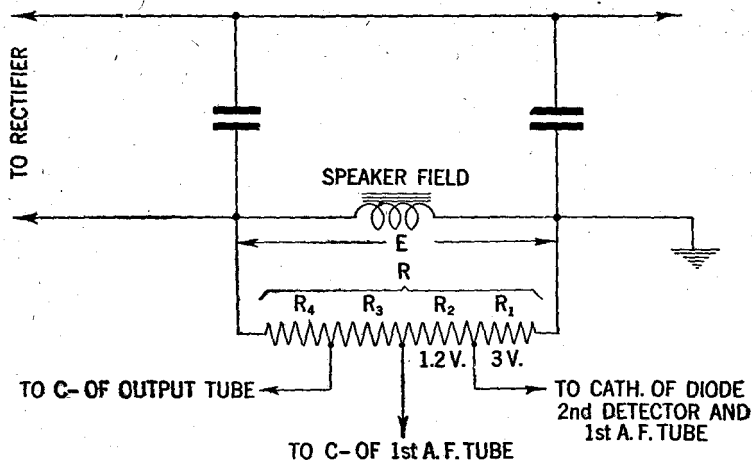 TO RECTIFIER
SPEAKER FIELD
E
R
R₄ R₃ R₂ R₁
1.2 V. 3 V.
TO C- OF OUTPUT TUBE
TO CATH. OF DIODE
2nd DETECTOR AND
1st A. F. TUBE
TO C- OF 1st A. F. TUBE